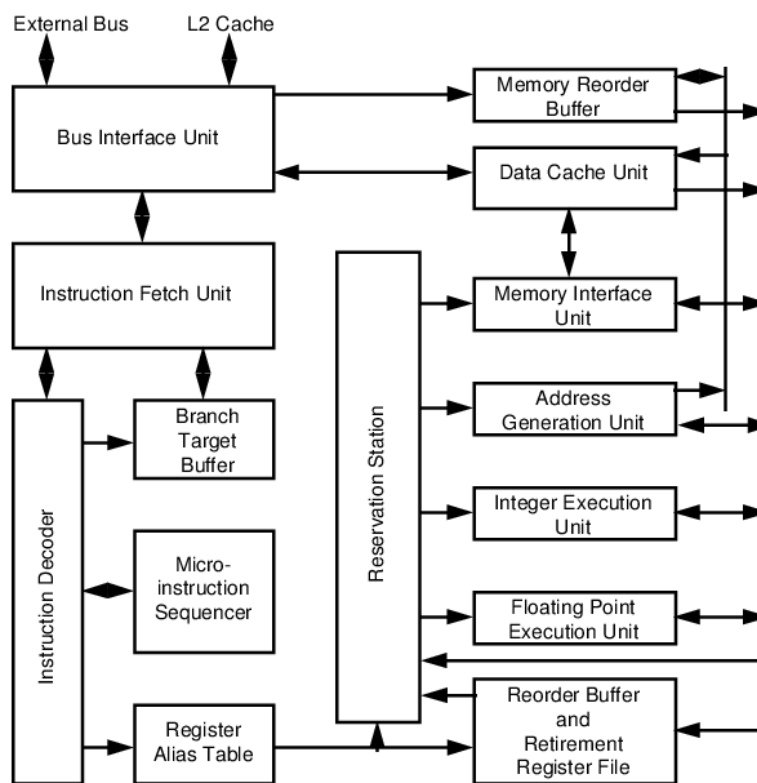 External Bus
L2 Cache
Bus Interface Unit
Memory Reorder
Buffer
Data Cache Unit
Instruction Fetch Unit
Memory Interface
Unit
Branch
Target
Buffer
Address
Generation Unit
Reservation Station
Integer Execution
Unit
Instruction Decoder
Micro-
instruction
Sequencer
Floating Point
Execution Unit
Register
Alias Table
Reorder Buffer
and
Retirement
Register File